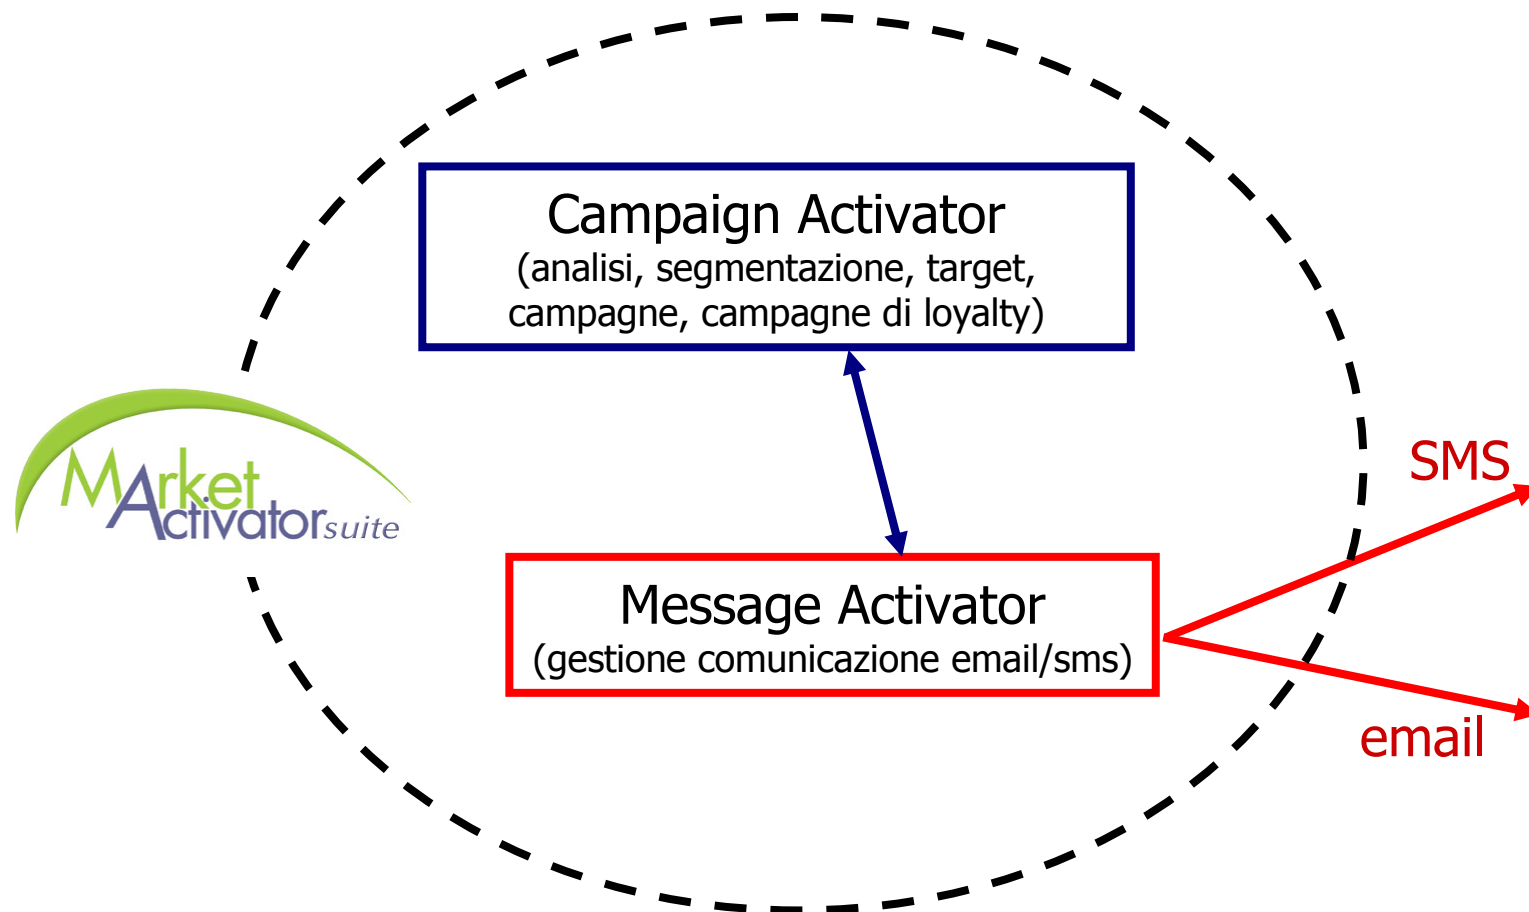 Campaign Activator
(analisi, segmentazione, target,
campagne, campagne di loyalty)
MArket
Activatorsuite
SMS
Message Activator
(gestione comunicazione email/sms)
email